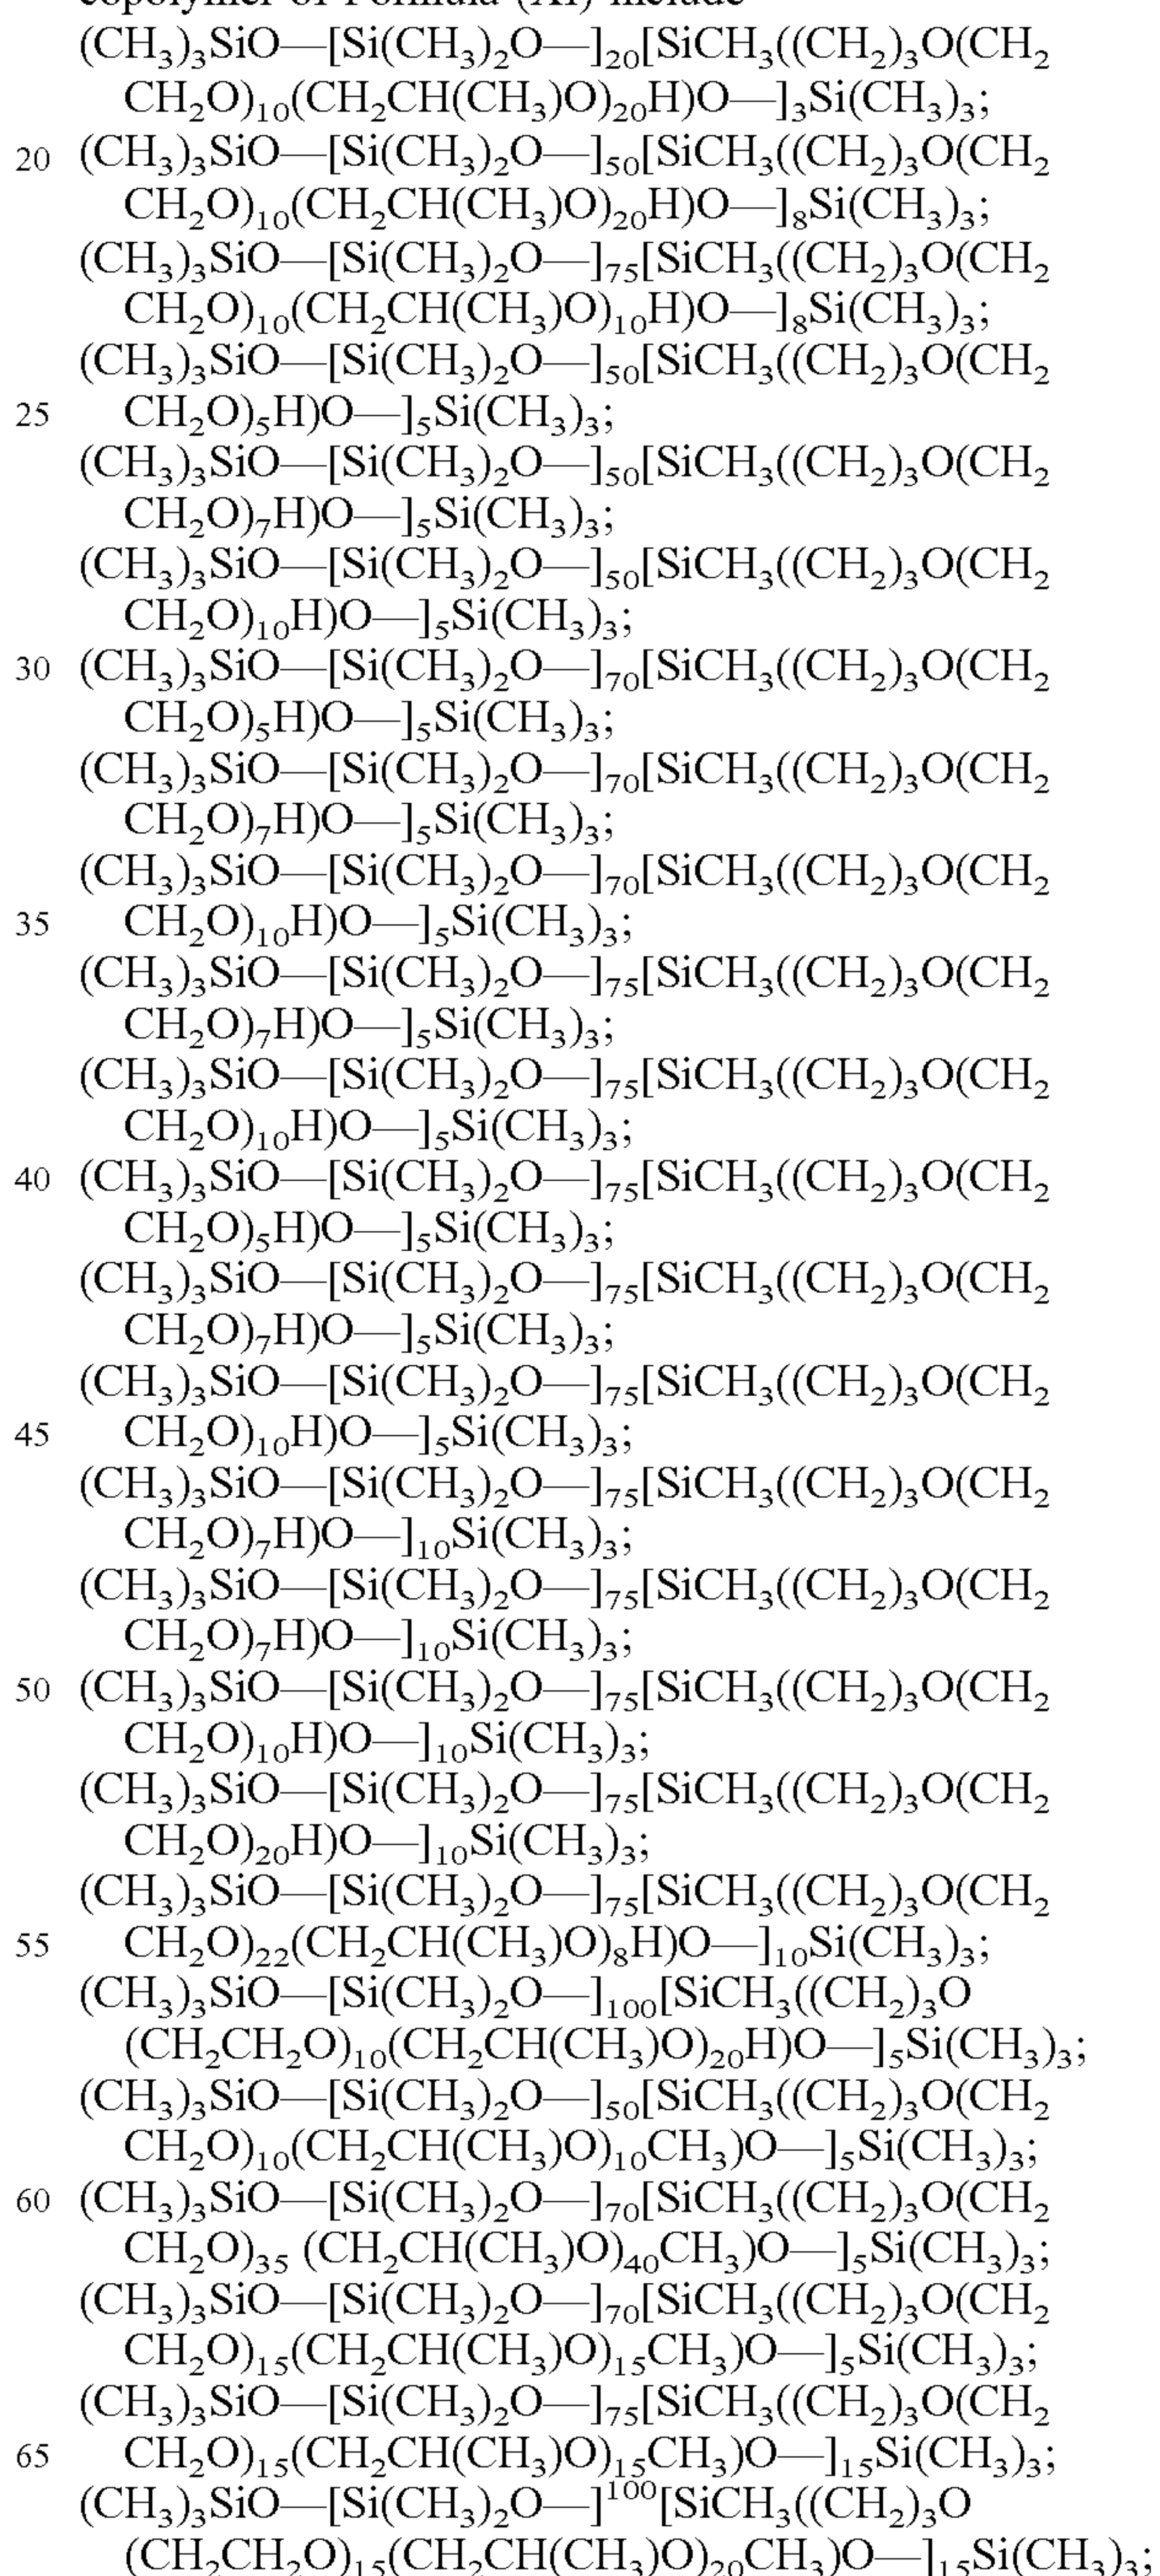 copolymer of Formula (XI) include
(CH₃)₃SiO—[Si(CH₃)₂O—]₂₀[SiCH₃((CH₂)₃O(CH₂
CH₂O)₁₀(CH₂CH(CH₃)O)₂₀H)O—]₃Si(CH₃)₃;
20 (CH₃)₃SiO—[Si(CH₃)₂O—]₅₀[SiCH₃((CH₂)₃O(CH₂
CH₂O)₁₀(CH₂CH(CH₃)O)₂₀H)O—]₈Si(CH₃)₃;
(CH₃)₃SiO—[Si(CH₃)₂O—]₇₅[SiCH₃((CH₂)₃O(CH₂
CH₂O)₁₀(CH₂CH(CH₃)O)₁₀H)O—]₈Si(CH₃)₃;
(CH₃)₃SiO—[Si(CH₃)₂O—]₅₀[SiCH₃((CH₂)₃O(CH₂
25 CH₂O)₅H)O—]₅Si(CH₃)₃;
(CH₃)₃SiO—[Si(CH₃)₂O—]₅₀[SiCH₃((CH₂)₃O(CH₂
CH₂O)₇H)O—]₅Si(CH₃)₃;
(CH₃)₃SiO—[Si(CH₃)₂O—]₅₀[SiCH₃((CH₂)₃O(CH₂
CH₂O)₁₀H)O—]₅Si(CH₃)₃;
30 (CH₃)₃SiO—[Si(CH₃)₂O—]₇₀[SiCH₃((CH₂)₃O(CH₂
CH₂O)₅H)O—]₅Si(CH₃)₃;
(CH₃)₃SiO—[Si(CH₃)₂O—]₇₀[SiCH₃((CH₂)₃O(CH₂
CH₂O)₇H)O—]₅Si(CH₃)₃;
(CH₃)₃SiO—[Si(CH₃)₂O—]₇₀[SiCH₃((CH₂)₃O(CH₂
35 CH₂O)₁₀H)O—]₅Si(CH₃)₃;
(CH₃)₃SiO—[Si(CH₃)₂O—]₇₅[SiCH₃((CH₂)₃O(CH₂
CH₂O)₇H)O—]₅Si(CH₃)₃;
(CH₃)₃SiO—[Si(CH₃)₂O—]₇₅[SiCH₃((CH₂)₃O(CH₂
CH₂O)₁₀H)O—]₅Si(CH₃)₃;
40 (CH₃)₃SiO—[Si(CH₃)₂O—]₇₅[SiCH₃((CH₂)₃O(CH₂
CH₂O)₅H)O—]₅Si(CH₃)₃;
(CH₃)₃SiO—[Si(CH₃)₂O—]₇₅[SiCH₃((CH₂)₃O(CH₂
CH₂O)₇H)O—]₅Si(CH₃)₃;
(CH₃)₃SiO—[Si(CH₃)₂O—]₇₅[SiCH₃((CH₂)₃O(CH₂
45 CH₂O)₁₀H)O—]₅Si(CH₃)₃;
(CH₃)₃SiO—[Si(CH₃)₂O—]₇₅[SiCH₃((CH₂)₃O(CH₂
CH₂O)₇H)O—]₁₀Si(CH₃)₃;
(CH₃)₃SiO—[Si(CH₃)₂O—]₇₅[SiCH₃((CH₂)₃O(CH₂
CH₂O)₇H)O—]₁₀Si(CH₃)₃;
50 (CH₃)₃SiO—[Si(CH₃)₂O—]₇₅[SiCH₃((CH₂)₃O(CH₂
CH₂O)₁₀H)O—]₁₀Si(CH₃)₃;
(CH₃)₃SiO—[Si(CH₃)₂O—]₇₅[SiCH₃((CH₂)₃O(CH₂
CH₂O)₂₀H)O—]₁₀Si(CH₃)₃;
(CH₃)₃SiO—[Si(CH₃)₂O—]₇₅[SiCH₃((CH₂)₃O(CH₂
55 CH₂O)₂₂(CH₂CH(CH₃)O)₈H)O—]₁₀Si(CH₃)₃;
(CH₃)₃SiO—[Si(CH₃)₂O—]₁₀₀[SiCH₃((CH₂)₃O
(CH₂CH₂O)₁₀(CH₂CH(CH₃)O)₂₀H)O—]₅Si(CH₃)₃;
(CH₃)₃SiO—[Si(CH₃)₂O—]₅₀[SiCH₃((CH₂)₃O(CH₂
CH₂O)₁₀(CH₂CH(CH₃)O)₁₀CH₃)O—]₅Si(CH₃)₃;
60 (CH₃)₃SiO—[Si(CH₃)₂O—]₇₀[SiCH₃((CH₂)₃O(CH₂
CH₂O)₃₅ (CH₂CH(CH₃)O)₄₀CH₃)O—]₅Si(CH₃)₃;
(CH₃)₃SiO—[Si(CH₃)₂O—]₇₀[SiCH₃((CH₂)₃O(CH₂
CH₂O)₁₅(CH₂CH(CH₃)O)₁₅CH₃)O—]₅Si(CH₃)₃;
(CH₃)₃SiO—[Si(CH₃)₂O—]₇₅[SiCH₃((CH₂)₃O(CH₂
65 CH₂O)₁₅(CH₂CH(CH₃)O)₁₅CH₃)O—]₁₅Si(CH₃)₃;
(CH₃)₃SiO—[Si(CH₃)₂O—]¹⁰⁰[SiCH₃((CH₂)₃O
(CH₂CH₂O)₁₅(CH₂CH(CH₃)O)₂₀CH₃)O—]₁₅Si(CH₃)₃;